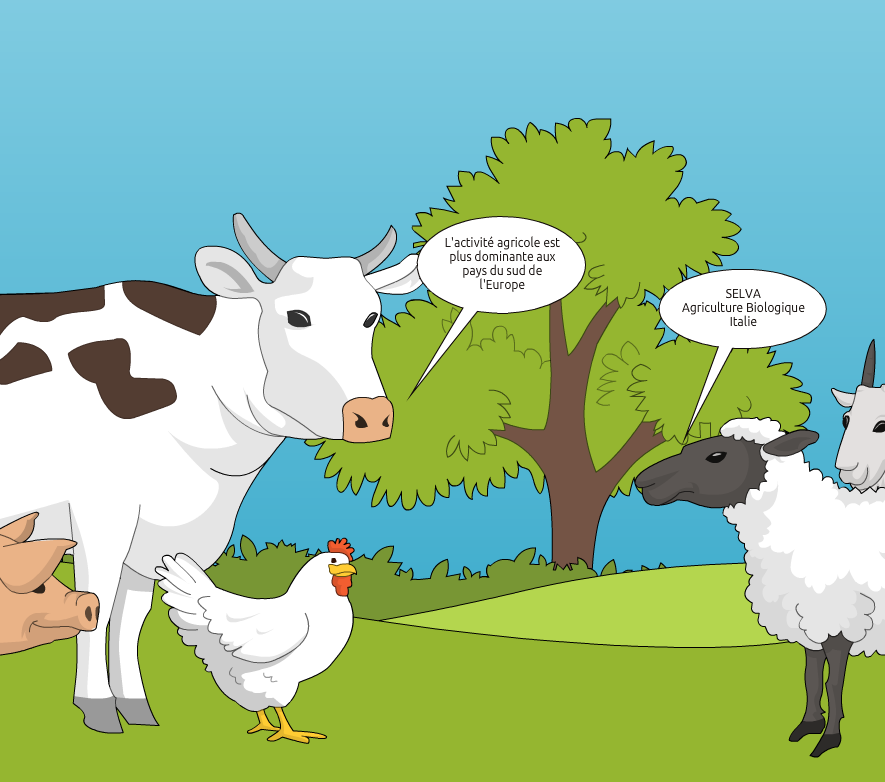 L'activité agricole est
plus dominante aux
pays du sud de
l'Europe
SELVA
Agriculture Biologique
Italie